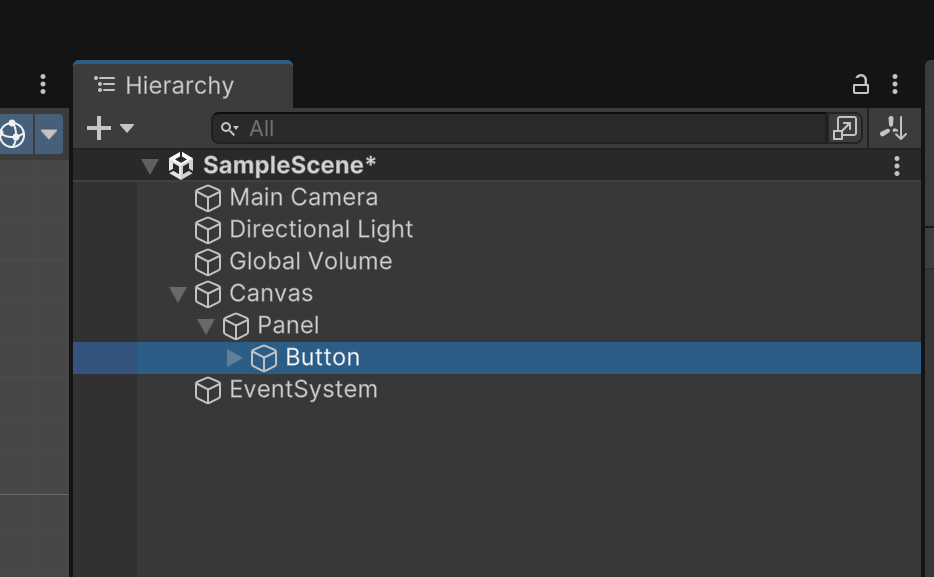 Hierarchy
All
SampleScene*
Main Camera
Directional Light
Global Volume
Canvas
Panel
Button
EventSystem